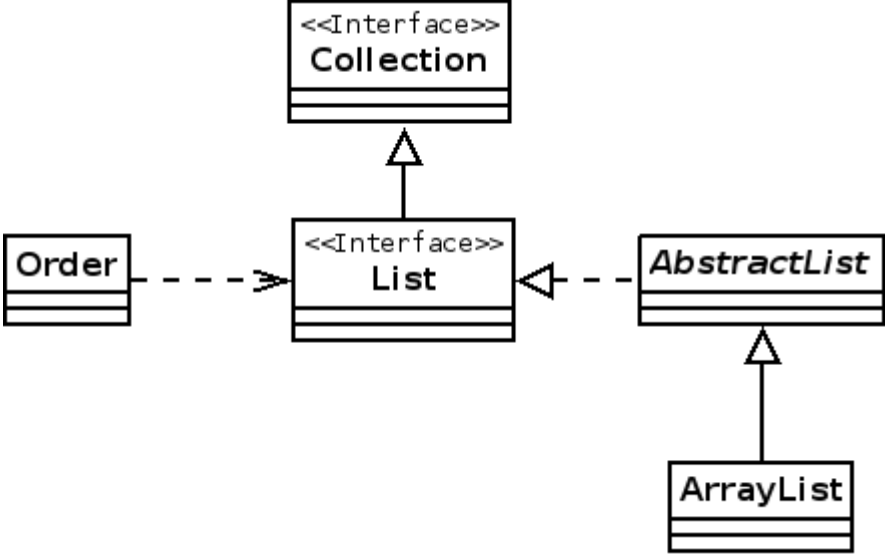 <<Interface>>
Collection
Order
<<Interface>>
List
AbstractList
ArrayList